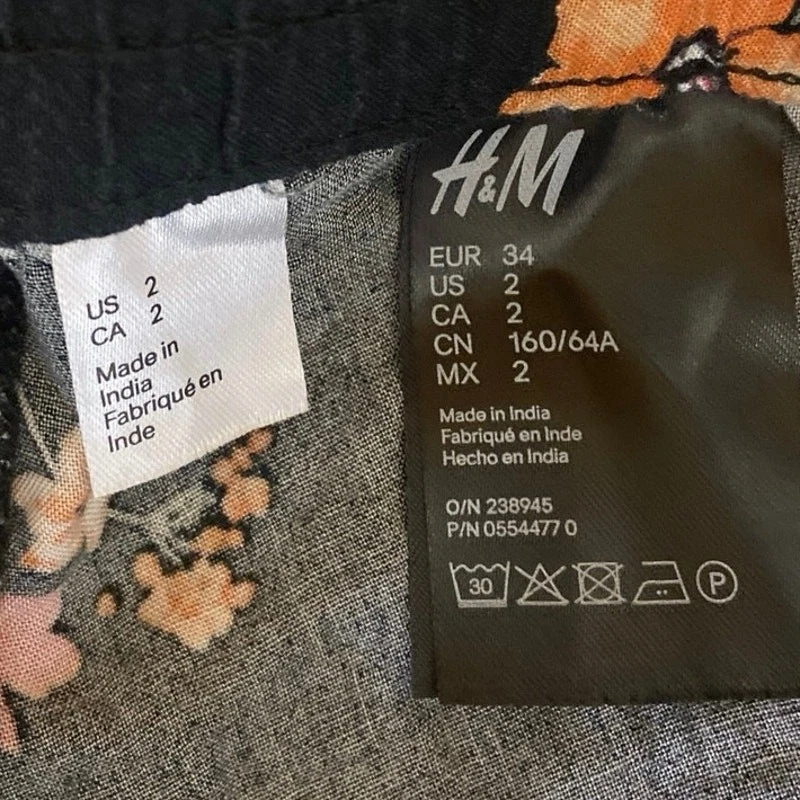 US 2
CA 2
Made in
India
Fabriqué en
Inde
H&M
EUR 34
US 2
CA 2
CN 160/64A
MX 2
Made in India
Fabriqué en Inde
Hecho en India
O/N 238945
P/N 0554477 0
30
P